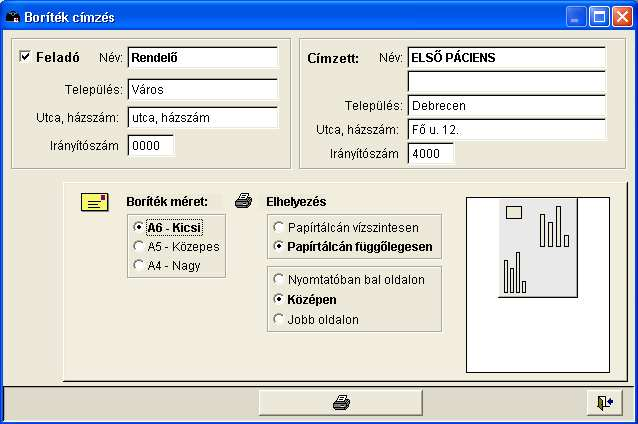 Boríték címzés
Feladó Név: Rendelő
Település: Város
Utca, házszám: utca, házszám
Irányítószám 0000
Címzett: Név: ELSŐ PÁCIENS
Település: Debrecen
Utca, házszám: Fő u. 12.
Irányítószám 4000
Boríték méret:
A6 - Kicsi
A5 - Közepes
A4 - Nagy
Elhelyezés
Papírtálcán vízszintesen
Papírtálcán függőlegesen
Nyomtatóban bal oldalon
Középen
Jobb oldalon